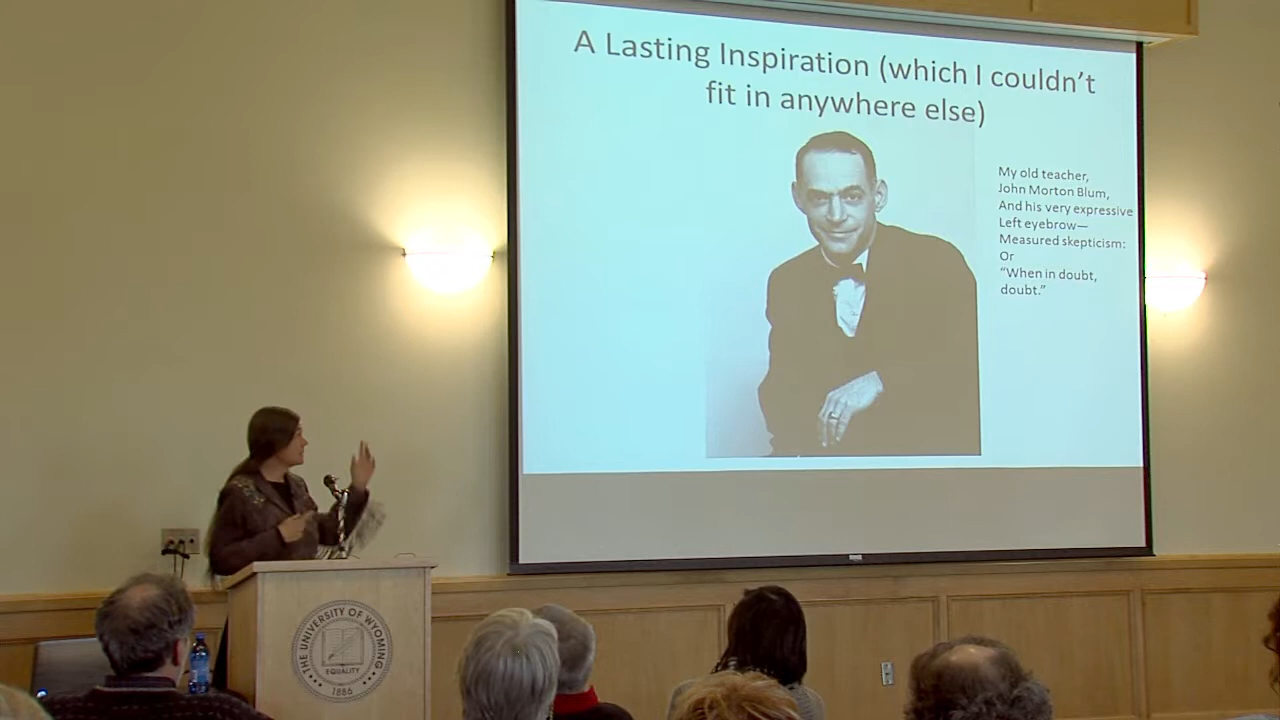 A Lasting Inspiration (which I couldn't
fit in anywhere else)
My old teacher,
John Morton Blum,
And his very expressive
Left eyebrow—
Measured skepticism:
Or
"When in doubt,
doubt."
THE UNIVERSITY OF WYOMING
EQUALITY
1886